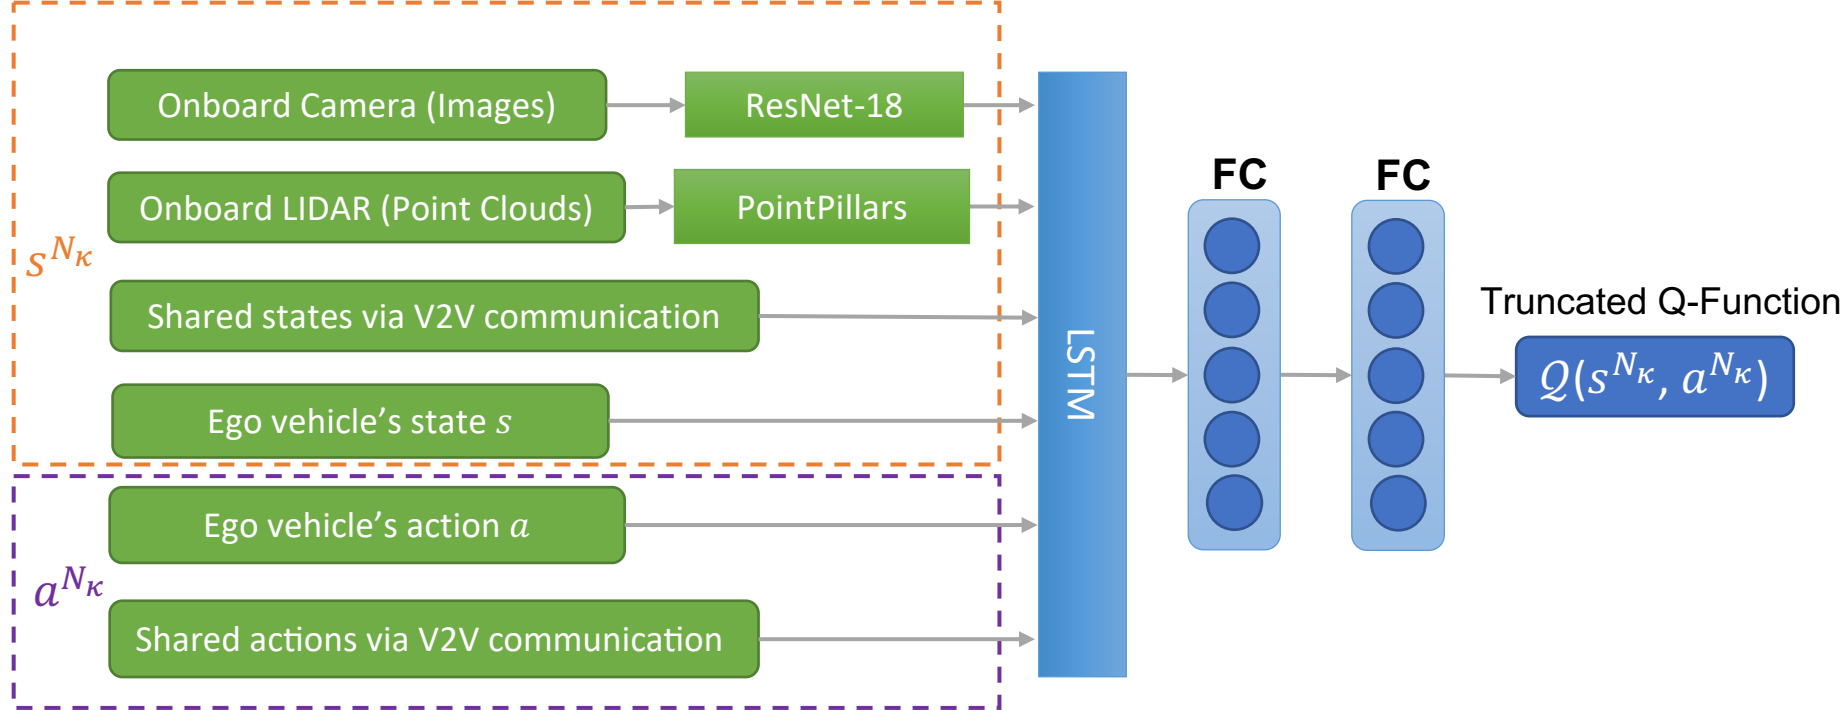 Onboard Camera (Images)
ResNet-18
Onboard LIDAR (Point Clouds)
PointPillars
s^{N_κ}
Shared states via V2V communication
Ego vehicle’s state s
Ego vehicle’s action a
a^{N_κ}
Shared actions via V2V communication
LSTM
FC
FC
Truncated Q-Function
Q(s^{N_κ}, a^{N_κ})